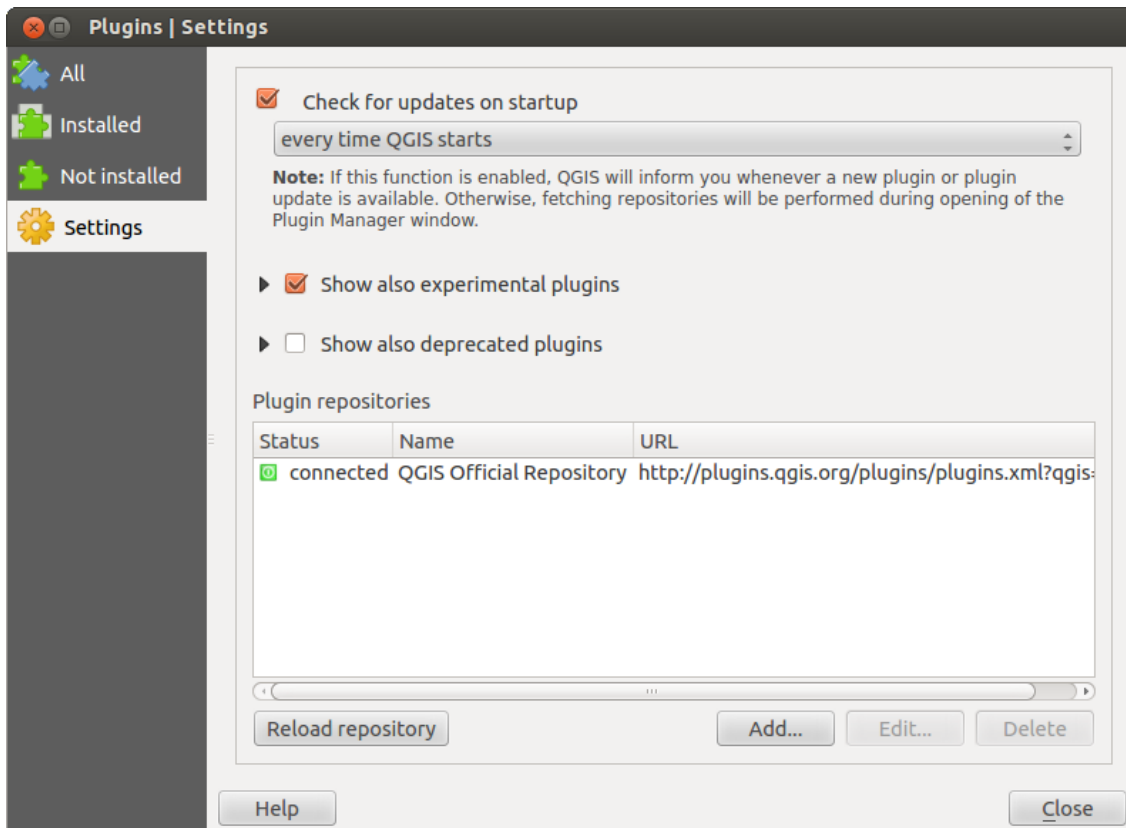 Plugins | Settings
All
Installed
Not installed
Settings
Check for updates on startup
every time QGIS starts
Note: If this function is enabled, QGIS will inform you whenever a new plugin or plugin
update is available. Otherwise, fetching repositories will be performed during opening of the
Plugin Manager window.
Show also experimental plugins
Show also deprecated plugins
Plugin repositories
Status Name URL
connected QGIS Official Repository http://plugins.qgis.org/plugins/plugins.xml?qgis=
Reload repository Add... Edit... Delete
Help Close